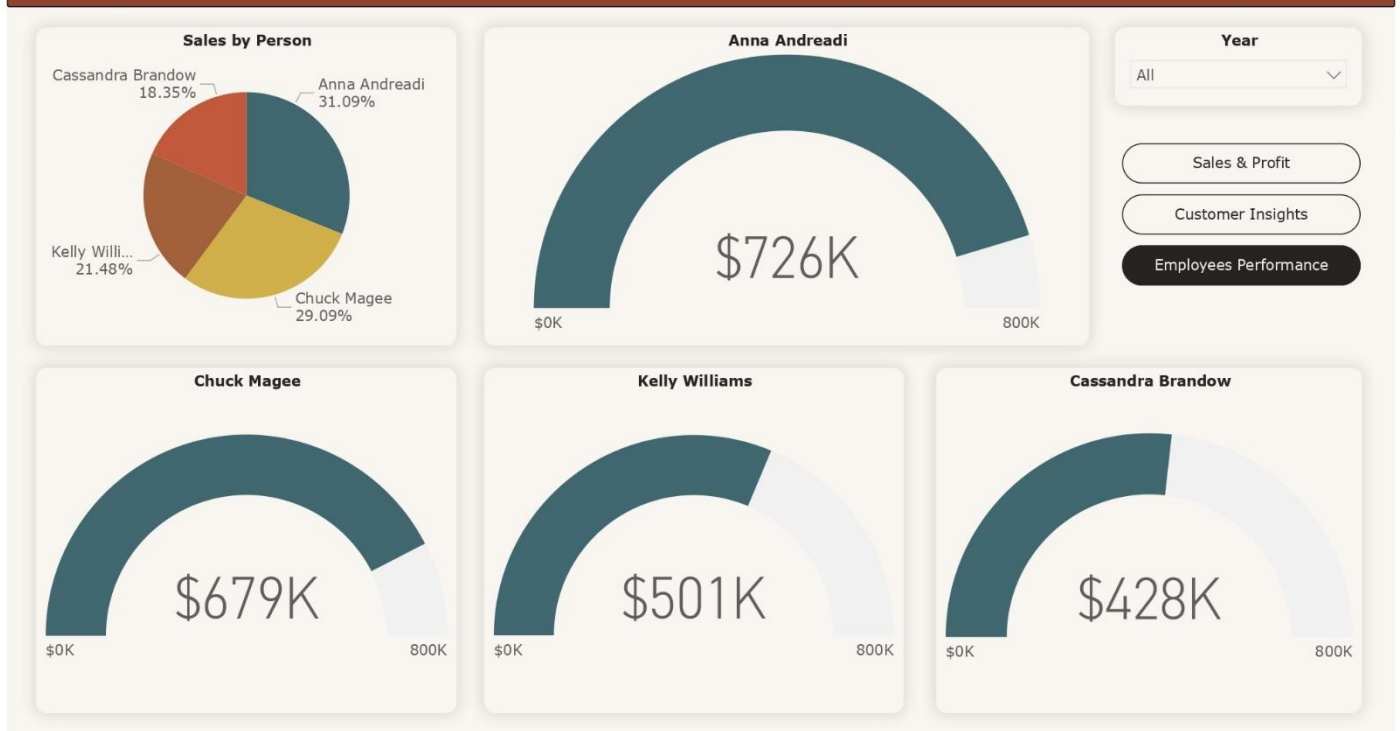 Sales by Person
Cassandra Brandow
18.35%
Anna Andreadi
31.09%
Kelly Willi...
21.48%
Chuck Magee
29.09%
Anna Andreadi
$726K
$0K
800K
Year
All
Sales & Profit
Customer Insights
Employees Performance
Chuck Magee
$679K
$0K
800K
Kelly Williams
$501K
$0K
800K
Cassandra Brandow
$428K
$0K
800K